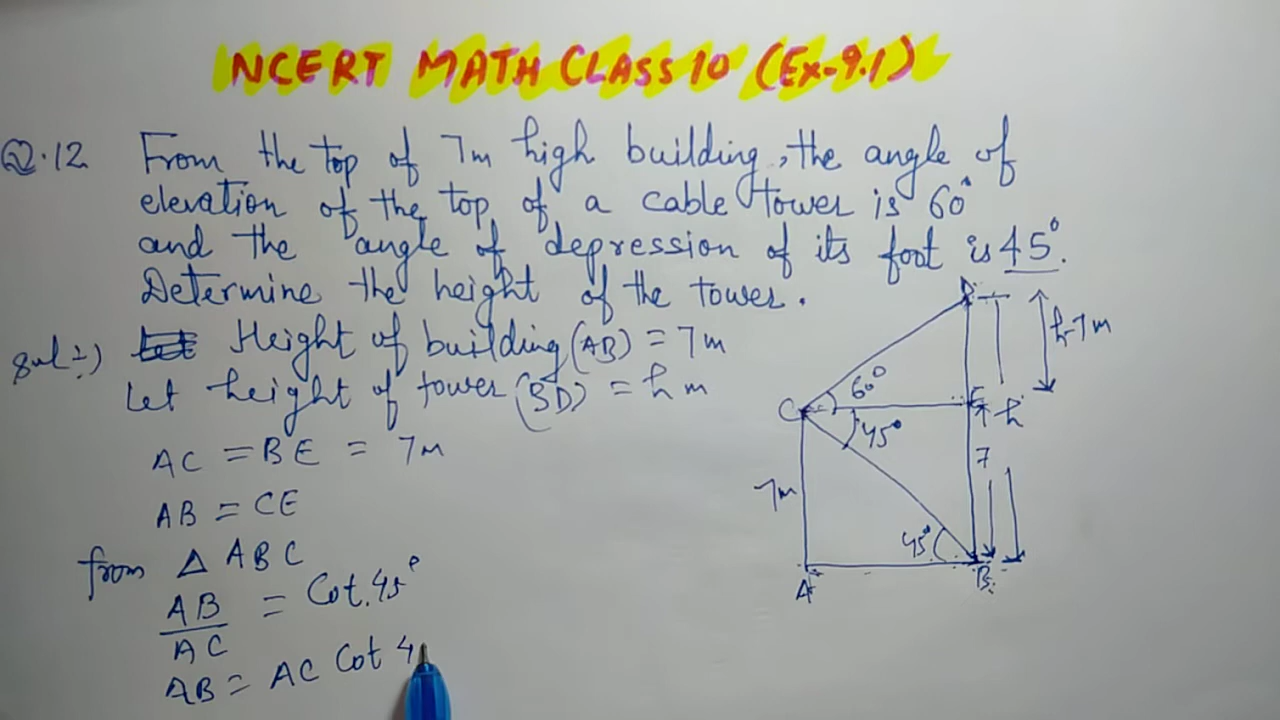 NCERT MATH CLASS 10 (Ex-9.1)
Q.12 From the top of 7m high building, the angle of
elevation of the top of a cable tower is 60°
and the angle of depression of its foot is 45°.
Determine the height of the tower.
Sol:-) Height of building (AB) = 7m
Let height of tower (BD) = h m
AC = BE = 7m
AB = CE
from △ ABC
AB/AC = Cot.45°
AB = AC Cot 4
D
h-7m
60°
C
E
h
45°
7
7m
45°
A
B